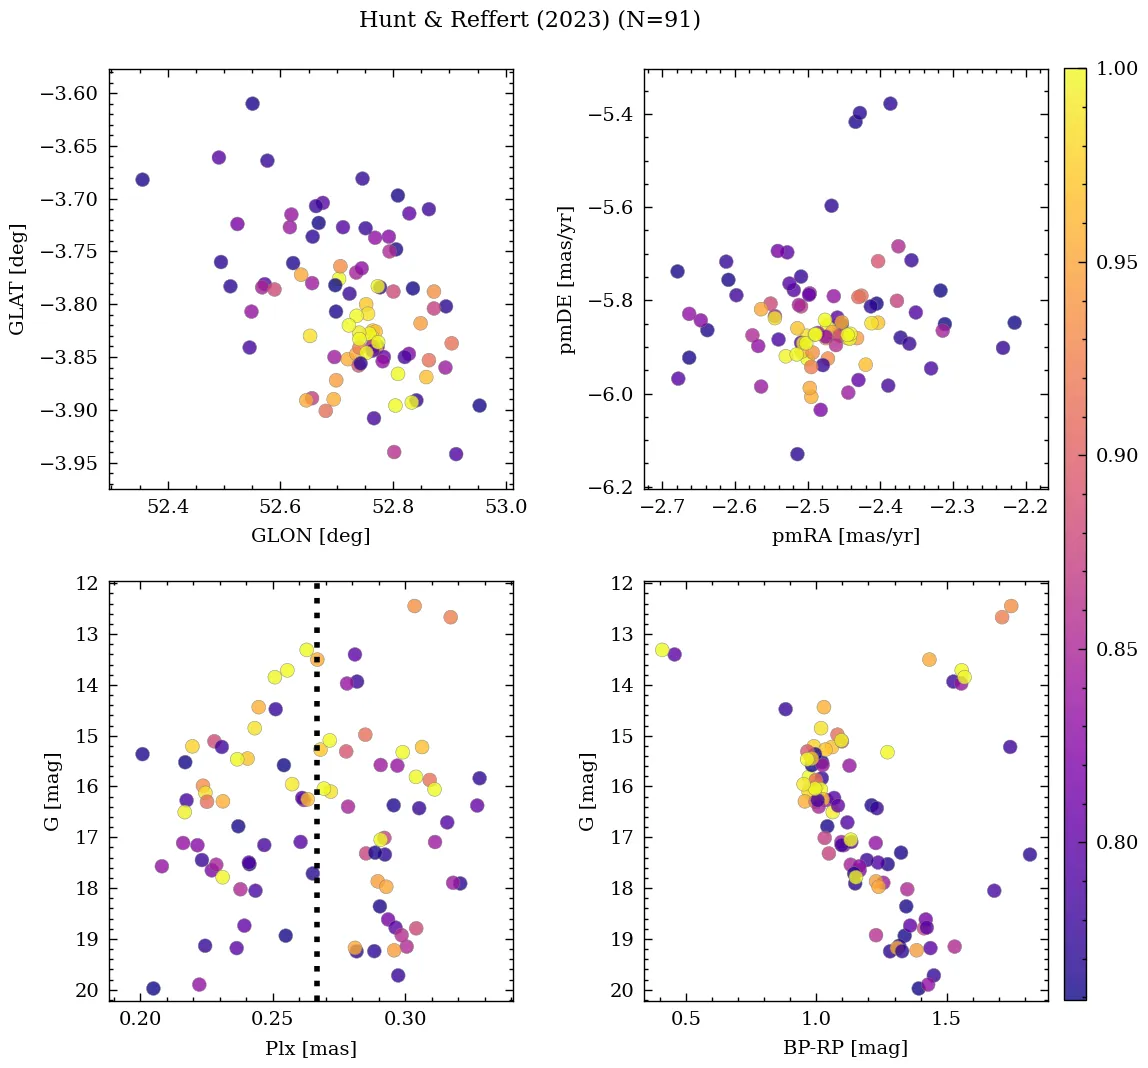 Hunt & Reffert (2023) (N=91)
−3.60
−3.65
−3.70
−3.75
−3.80
−3.85
−3.90
−3.95
GLAT [deg]
52.4 52.6 52.8 53.0
GLON [deg]
−5.4
−5.6
−5.8
−6.0
−6.2
pmDE [mas/yr]
−2.7 −2.6 −2.5 −2.4 −2.3 −2.2
pmRA [mas/yr]
1.00
0.95
0.90
0.85
0.80
12
13
14
15
16
17
18
19
20
G [mag]
0.20 0.25 0.30
Plx [mas]
12
13
14
15
16
17
18
19
20
G [mag]
0.5 1.0 1.5
BP-RP [mag]